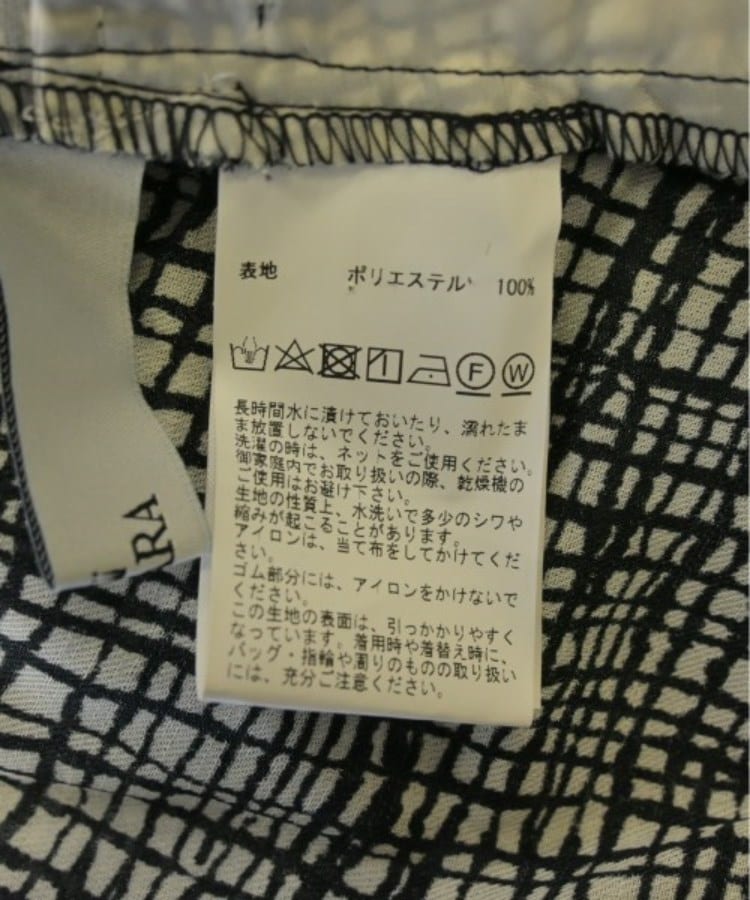 表地 ポリエステル 100%
F W
長時間水に漬けておいたり、濡れたま
ま放置しないでください。
洗濯の時は、ネットをご使用ください。
御家庭内でお取り扱いの際、乾燥機の
ご使用はお避け下さい。
生地の性質上、水洗いで多少のシワや
縮みが起こることがあります。
アイロンは、当て布をしてかけてくだ
さい。
ゴム部分には、アイロンをかけないで
ください。
この生地の表面は、引っかかりやすく
なっています。着用時や着替え時に、
バッグ・指輪や周りのものの取り扱い
には、充分ご注意ください。